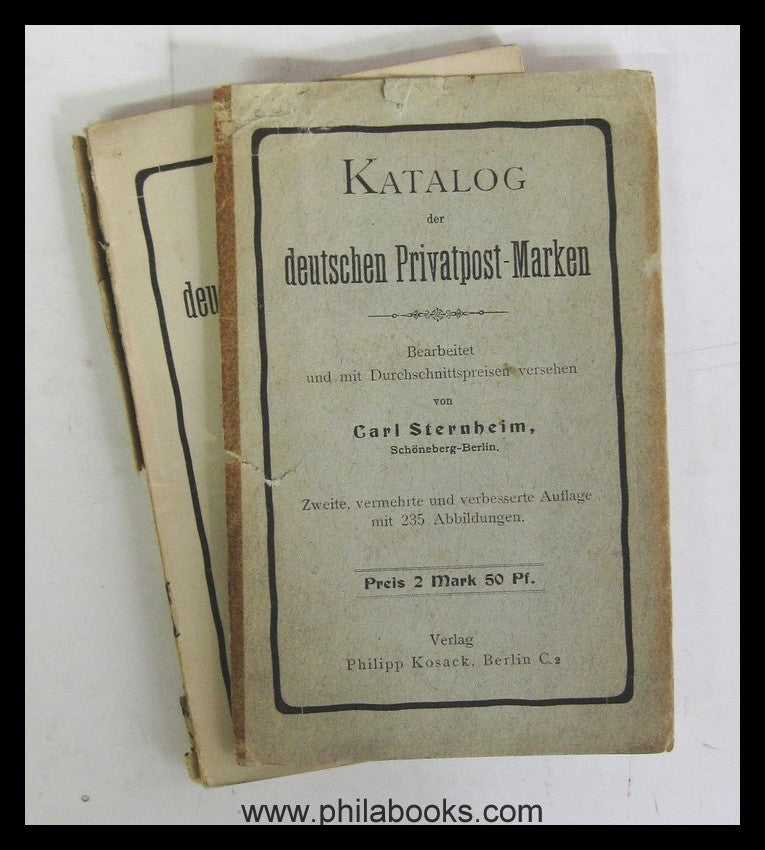 KATALOG
der
deutschen Privatpost-Marken
Bearbeitet
und mit Durchschnittspreisen versehen
von
Carl Sternheim,
Schöneberg-Berlin.
Zweite, vermehrte und verbesserte Auflage
mit 235 Abbildungen.
Preis 2 Mark 50 Pf.
Verlag
Philipp Kosack, Berlin C.2
deu
www.philabooks.com